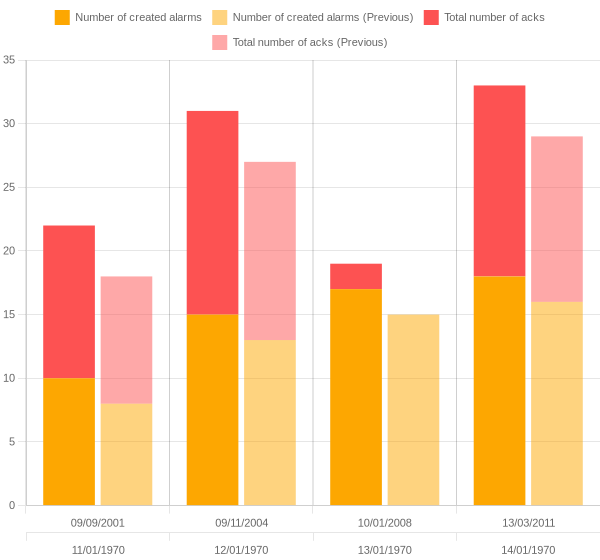 Number of created alarms Number of created alarms (Previous) Total number of acks
Total number of acks (Previous)
35
30
25
20
15
10
5
0
09/09/2001 09/11/2004 10/01/2008 13/03/2011
11/01/1970 12/01/1970 13/01/1970 14/01/1970